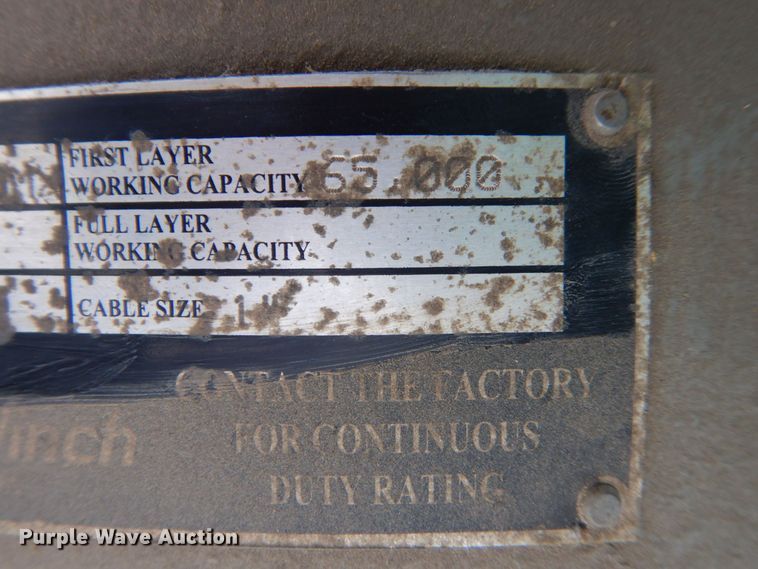 FIRST LAYER
WORKING CAPACITY 65,000
FULL LAYER
WORKING CAPACITY
CABLE SIZE 1"
CONTACT THE FACTORY
FOR CONTINUOUS
DUTY RATING
inch
Purple Wave Auction